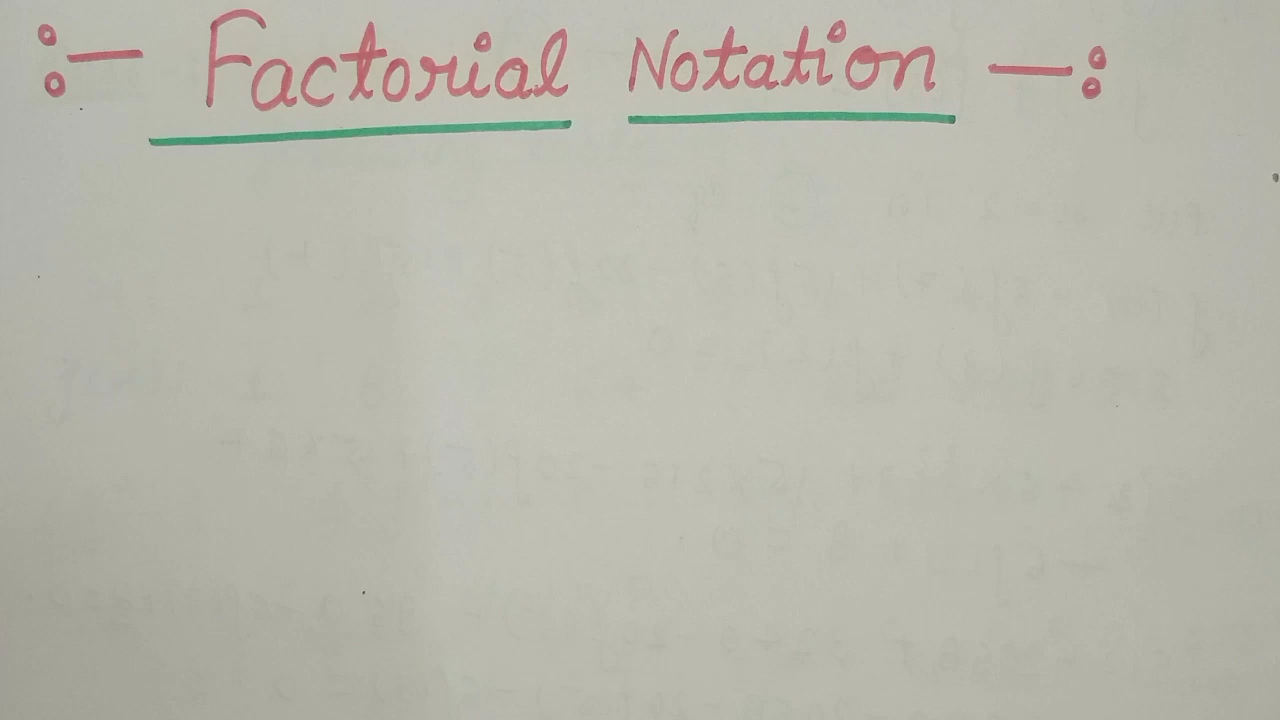 :— Factorial Notation —: